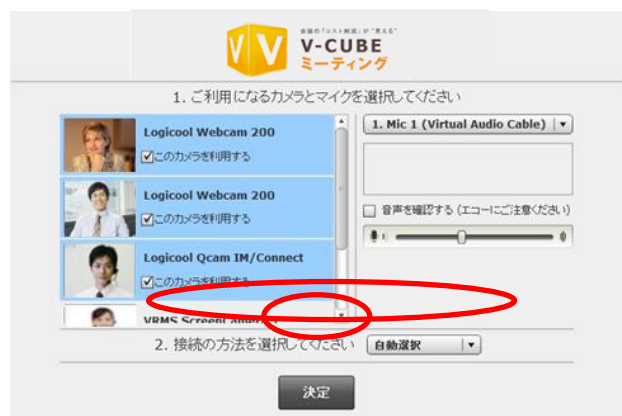 会議の「コスト削減」が"見える"
V-CUBE
ミーティング
1. ご利用になるカメラとマイクを選択してください
Logicool Webcam 200
このカメラを利用する
Logicool Webcam 200
このカメラを利用する
Logicool Qcam IM/Connect
このカメラを利用する
VRMS ScreenCamera
1. Mic 1 (Virtual Audio Cable)
音声を確認する (エコーにご注意ください)
2. 接続の方法を選択してください
自動選択
決定